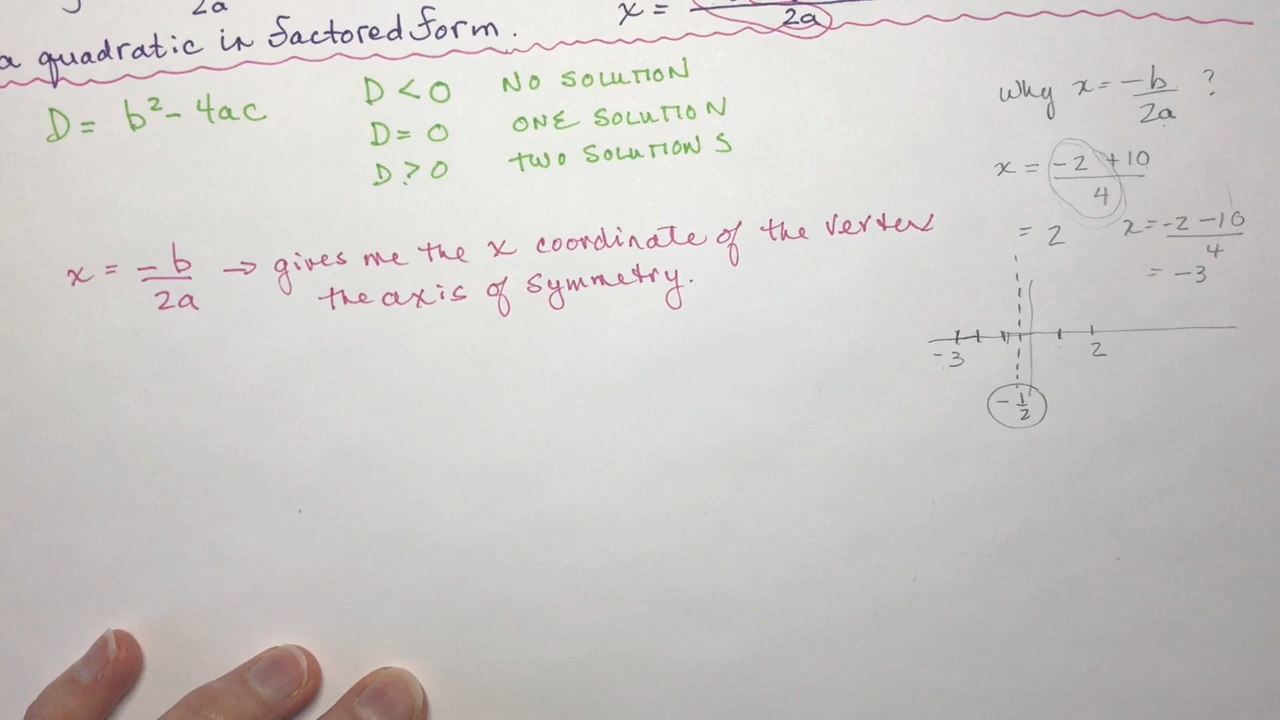 2a
x =
2a
a quadratic in factored form.
D = b² - 4ac
D < 0 NO SOLUTION
D = 0 ONE SOLUTION
D > 0 TWO SOLUTIONS
x = -b/2a → gives me the x coordinate of the vertex
the axis of symmetry.
Why x = -b/2a ?
x = -2 +10/4
= 2
x = -2 -10/4
= -3
-3 2
-1/2